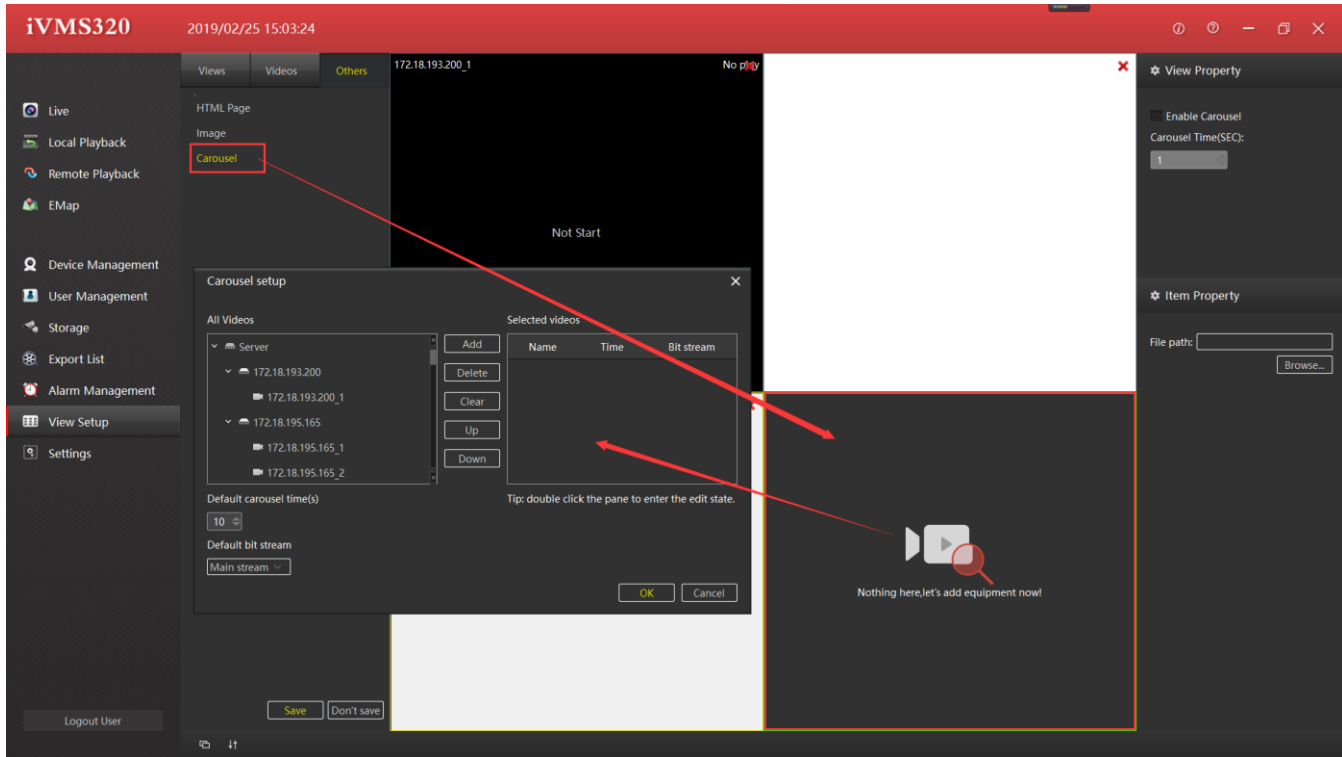 iVMS320
2019/02/25 15:03:24
Live
Local Playback
Remote Playback
EMap
Device Management
User Management
Storage
Export List
Alarm Management
View Setup
Settings
Logout User
Views Videos Others
HTML Page
Image
Carousel
Save Don't save
172.18.193.200_1
Not Start
Carousel setup
All Videos
Server
172.18.193.200
172.18.193.200_1
172.18.195.165
172.18.195.165_1
172.18.195.165_2
Add
Delete
Clear
Up
Down
Selected videos
Name Time Bit stream
Default carousel time(s)
10
Default bit stream
Main stream
Tip: double click the pane to enter the edit state.
OK Cancel
Nothing here,let's add equipment now!
View Property
Enable Carousel
Carousel Time(SEC):
1
Item Property
File path:
Browse...